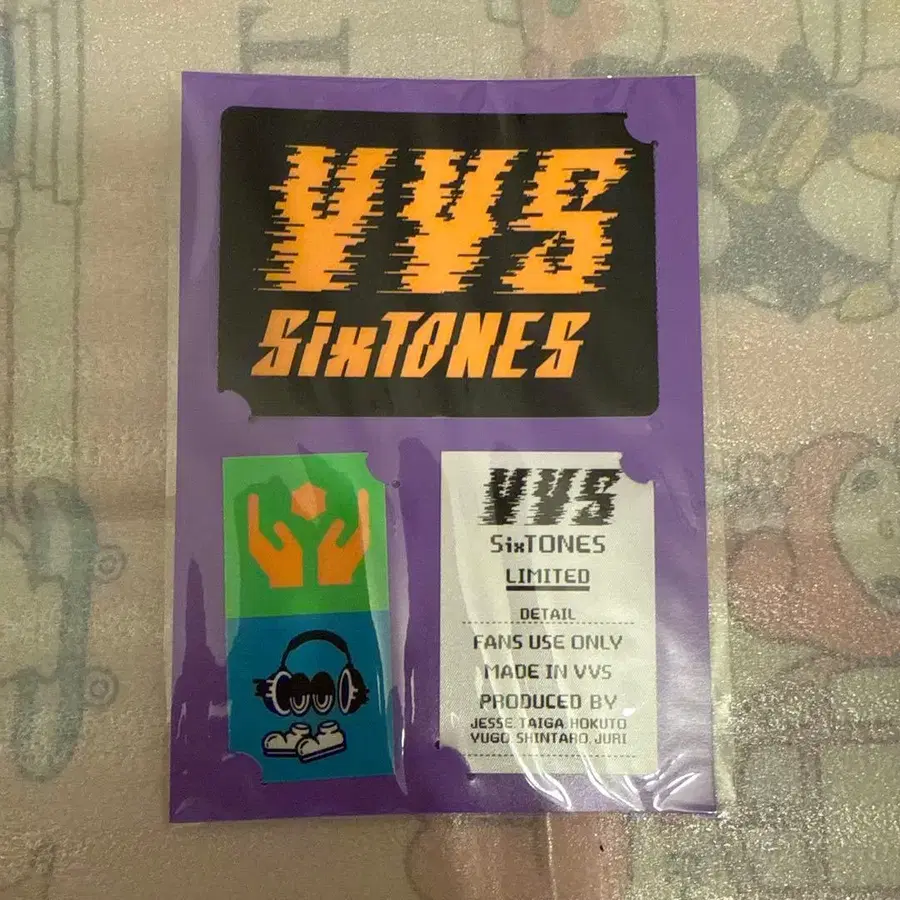 VVS
SixTONES
VVS
SixTONES
LIMITED
DETAIL
FANS USE ONLY
MADE IN VVS
PRODUCED BY
JESSE, TAIGA, HOKUTO
YUGO, SHINTARO, JURI